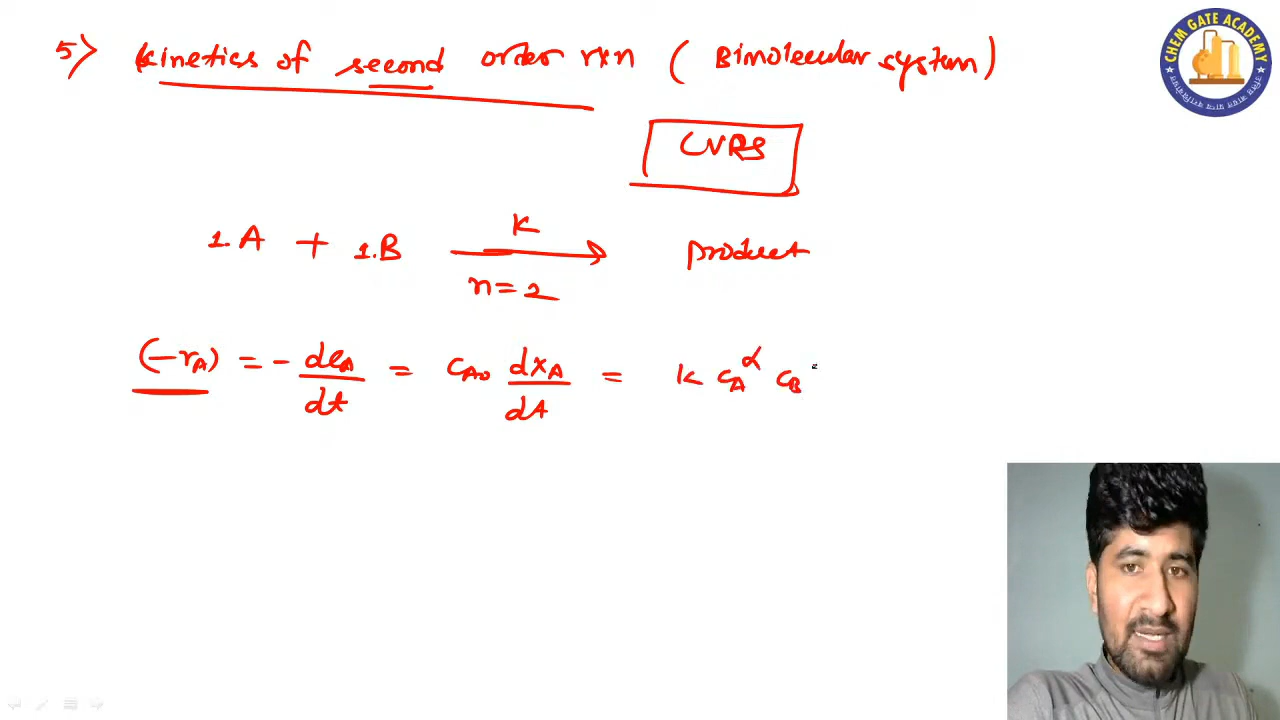 5) kinetics of second order rxn (Bimolecular system)
CHEM GATE ACADEMY
CVRS
1.A + 1.B K product
n=2
(-rA) = - dCA/dt = CA0 dxA/dt = K CA^α CB